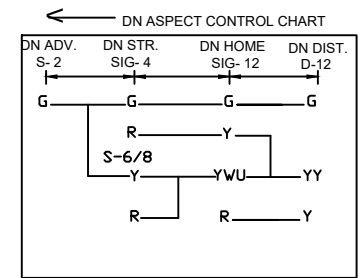 DN ASPECT CONTROL CHART
DN ADV. DN STR. DN HOME DN DIST.
S- 2 SIG- 4 SIG- 12 D-12
G G G G
R Y
S-6/8
Y YWU YY
R R Y